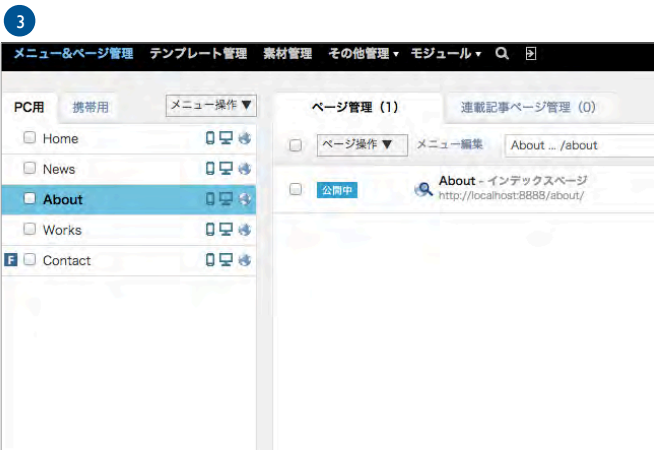 3
メニュー&ページ管理 テンプレート管理 素材管理 その他管理▼ モジュール▼
PC用 携帯用 メニュー操作▼
Home
News
About
Works
F Contact
ページ管理（1） 連載記事ページ管理（0）
ページ操作▼ メニュー編集 About ... /about
公開中 About - インデックスページ
http://localhost:8888/about/